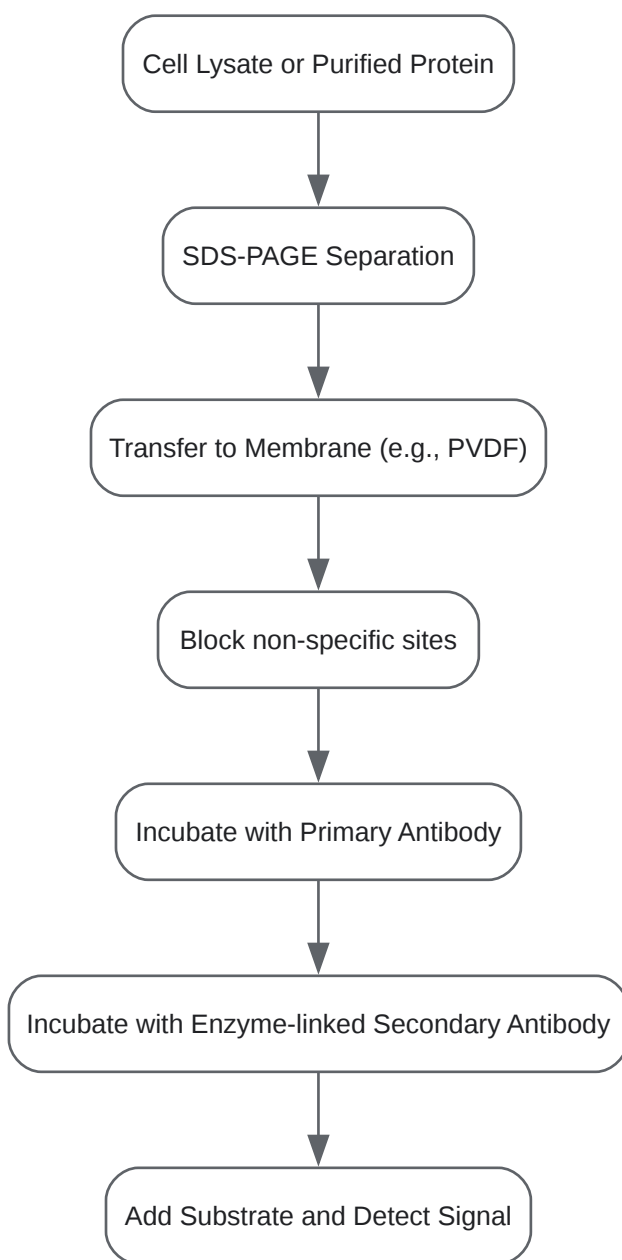 Cell Lysate or Purified Protein
SDS-PAGE Separation
Transfer to Membrane (e.g., PVDF)
Block non-specific sites
Incubate with Primary Antibody
Incubate with Enzyme-linked Secondary Antibody
Add Substrate and Detect Signal